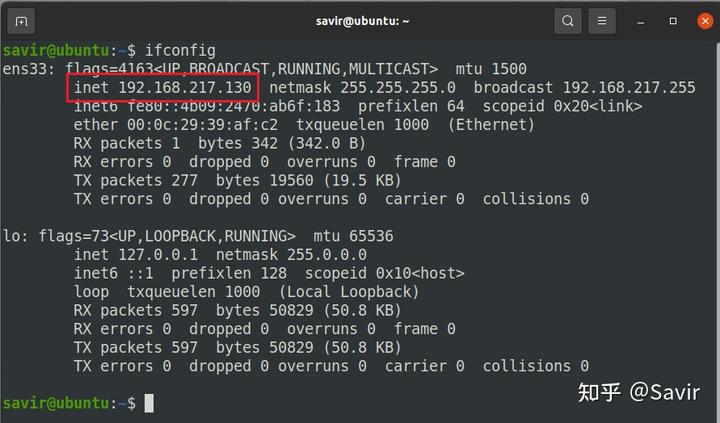 savir@ubuntu: ~
savir@ubuntu:~$ ifconfig
ens33: flags=4163<UP,BROADCAST,RUNNING,MULTICAST>  mtu 1500
        inet 192.168.217.130  netmask 255.255.255.0  broadcast 192.168.217.255
        inet6 fe80::4b09:2470:ab6f:183  prefixlen 64  scopeid 0x20<link>
        ether 00:0c:29:39:af:c2  txqueuelen 1000  (Ethernet)
        RX packets 1  bytes 342 (342.0 B)
        RX errors 0  dropped 0  overruns 0  frame 0
        TX packets 277  bytes 19560 (19.5 KB)
        TX errors 0  dropped 0 overruns 0  carrier 0  collisions 0
lo: flags=73<UP,LOOPBACK,RUNNING>  mtu 65536
        inet 127.0.0.1  netmask 255.0.0.0
        inet6 ::1  prefixlen 128  scopeid 0x10<host>
        loop  txqueuelen 1000  (Local Loopback)
        RX packets 597  bytes 50829 (50.8 KB)
        RX errors 0  dropped 0  overruns 0  frame 0
        TX packets 597  bytes 50829 (50.8 KB)
        TX errors 0  dropped 0 overruns 0  carrier 0  collisions 0
savir@ubuntu:~$
知乎 @Savir